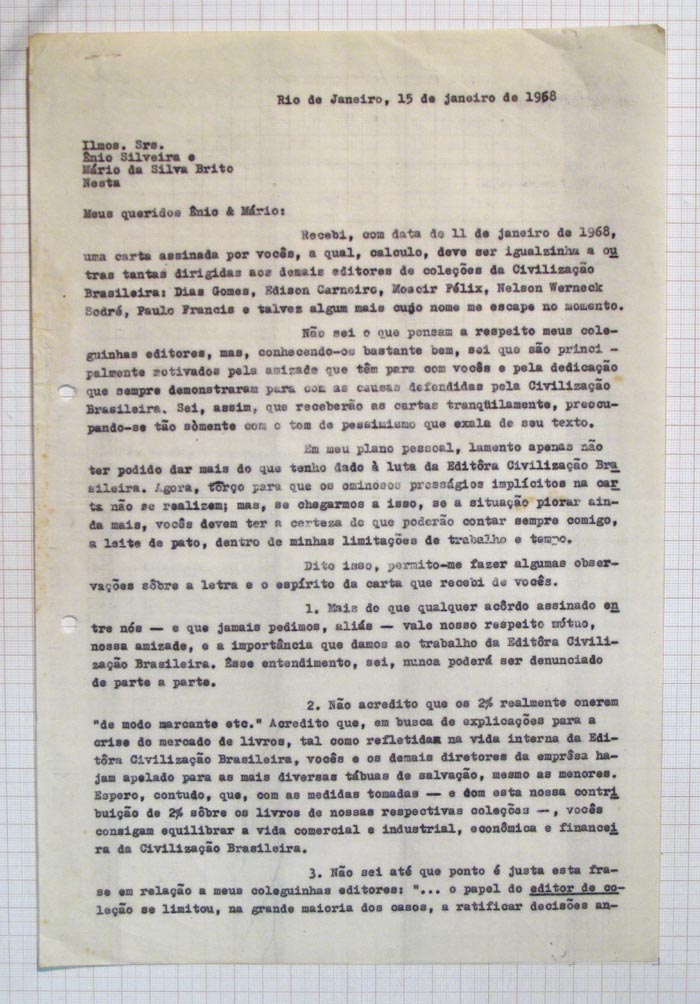 Rio de Janeiro, 15 de janeiro de 1968
Ilmos. Srs.
Ênio Silveira e
Mário da Silva Brito
Nesta
Meus queridos Ênio & Mário:
Recebi, com data de 11 de janeiro de 1968,
uma carta assinada por vocês, a qual, calculo, deve ser igualzinha a ou
tras tantas dirigidas aos demais editores de coleções da Civilização
Brasileira: Dias Gomes, Edison Carneiro, Moacir Félix, Nelson Werneck
Sodré, Paulo Francis e talvez algum mais cujo nome me escape no momento.
Não sei o que pensam a respeito meus cole-
guinhas editores, mas, conhecendo-os bastante bem, sei que são princi -
palmente motivados pela amizade que têm para com vocês e pela dedicação
que sempre demonstraram para com as causas defendidas pela Civilização
Brasileira. Sei, assim, que receberão as cartas tranqüilamente, preocu-
pando-se tão sòmente com o tom de pessimismo que exala de seu texto.
Em meu plano pessoal, lamento apenas não
ter podido dar mais do que tenho dado à luta da Editôra Civilização Bra
sileira. Agora, torço para que os ominosos presságios implícitos na car
ta não se realizem; mas, se chegarmos a isso, se a situação piorar ain-
da mais, vocês devem ter a certeza de que poderão contar sempre comigo,
a leite de pato, dentro de minhas limitações de trabalho e tempo.
Dito isso, permito-me fazer algumas obser-
vações sôbre a letra e o espírito da carta que recebi de vocês.
1. Mais do que qualquer acôrdo assinado en
tre nós — e que jamais pedimos, aliás — vale nosso respeito mútuo,
nossa amizade, e a importância que damos ao trabalho da Editôra Civili-
zação Brasileira. Êsse entendimento, sei, nunca poderá ser denunciado
de parte a parte.
2. Não acredito que os 2% realmente onerem
"de modo marcante etc." Acredito que, em busca de explicações para a
crise do mercado de livros, tal como refletida na vida interna da Edi-
tôra Civilização Brasileira, vocês e os demais diretores da emprêsa ha-
jam apelado para as mais diversas tábuas de salvação, mesmo as menores.
Espero, contudo, que, com as medidas tomadas — e dom esta nossa contri
buição de 2% sôbre os livros de nossas respectivas coleções —, vocês
consigam equilibrar a vida comercial e industrial, econômica e financei
ra da Civilização Brasileira.
3. Não sei até que ponto é justa esta fra-
se em relação a meus coleguinhas editores: "... o papel do editor de co-
leção se limitou, na grande maioria dos casos, a ratificar decisões an-